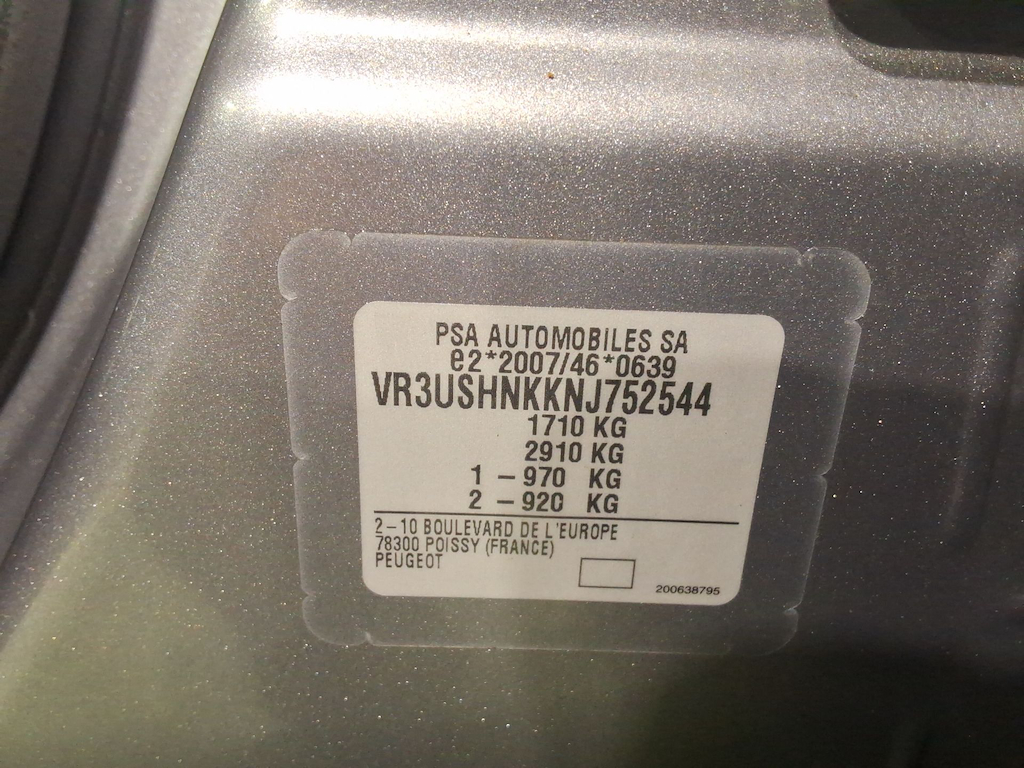 PSA AUTOMOBILES SA
e2*2007/46*0639
VR3USHNKKNJ752544
1710 KG
2910 KG
1 – 970 KG
2 – 920 KG
2–10 BOULEVARD DE L'EUROPE
78300 POISSY (FRANCE)
PEUGEOT
200638795